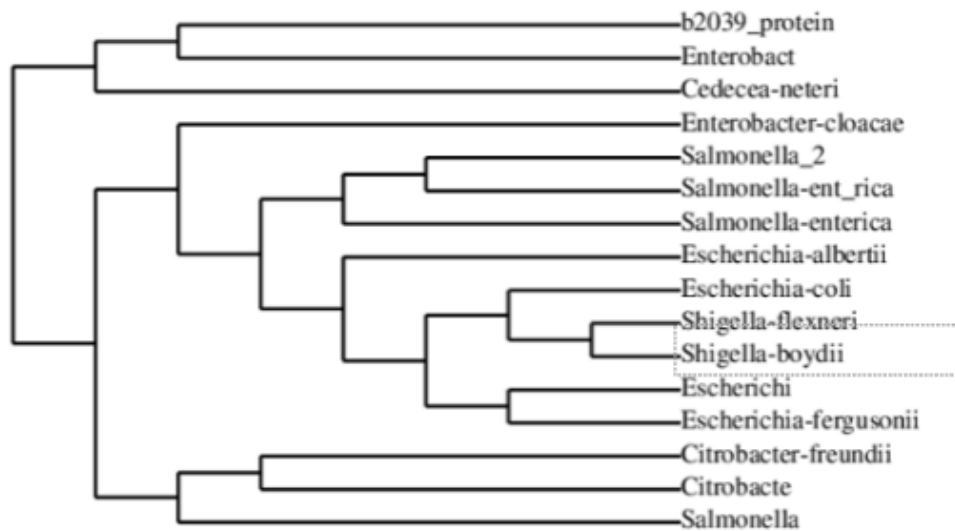 b2039_protein
Enterobact
Cedecea-neteri
Enterobacter-cloacae
Salmonella_2
Salmonella-ent_rica
Salmonella-enterica
Escherichia-albertii
Escherichia-coli
Shigella-flexneri
Shigella-boydii
Escherichi
Escherichia-fergusonii
Citrobacter-freundii
Citrobacte
Salmonella